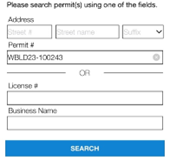 Please search permit(s) using one of the fields.
Address
Street # Street name Suffix
Permit #
WBLD23-100243
OR
License #
Business Name
SEARCH